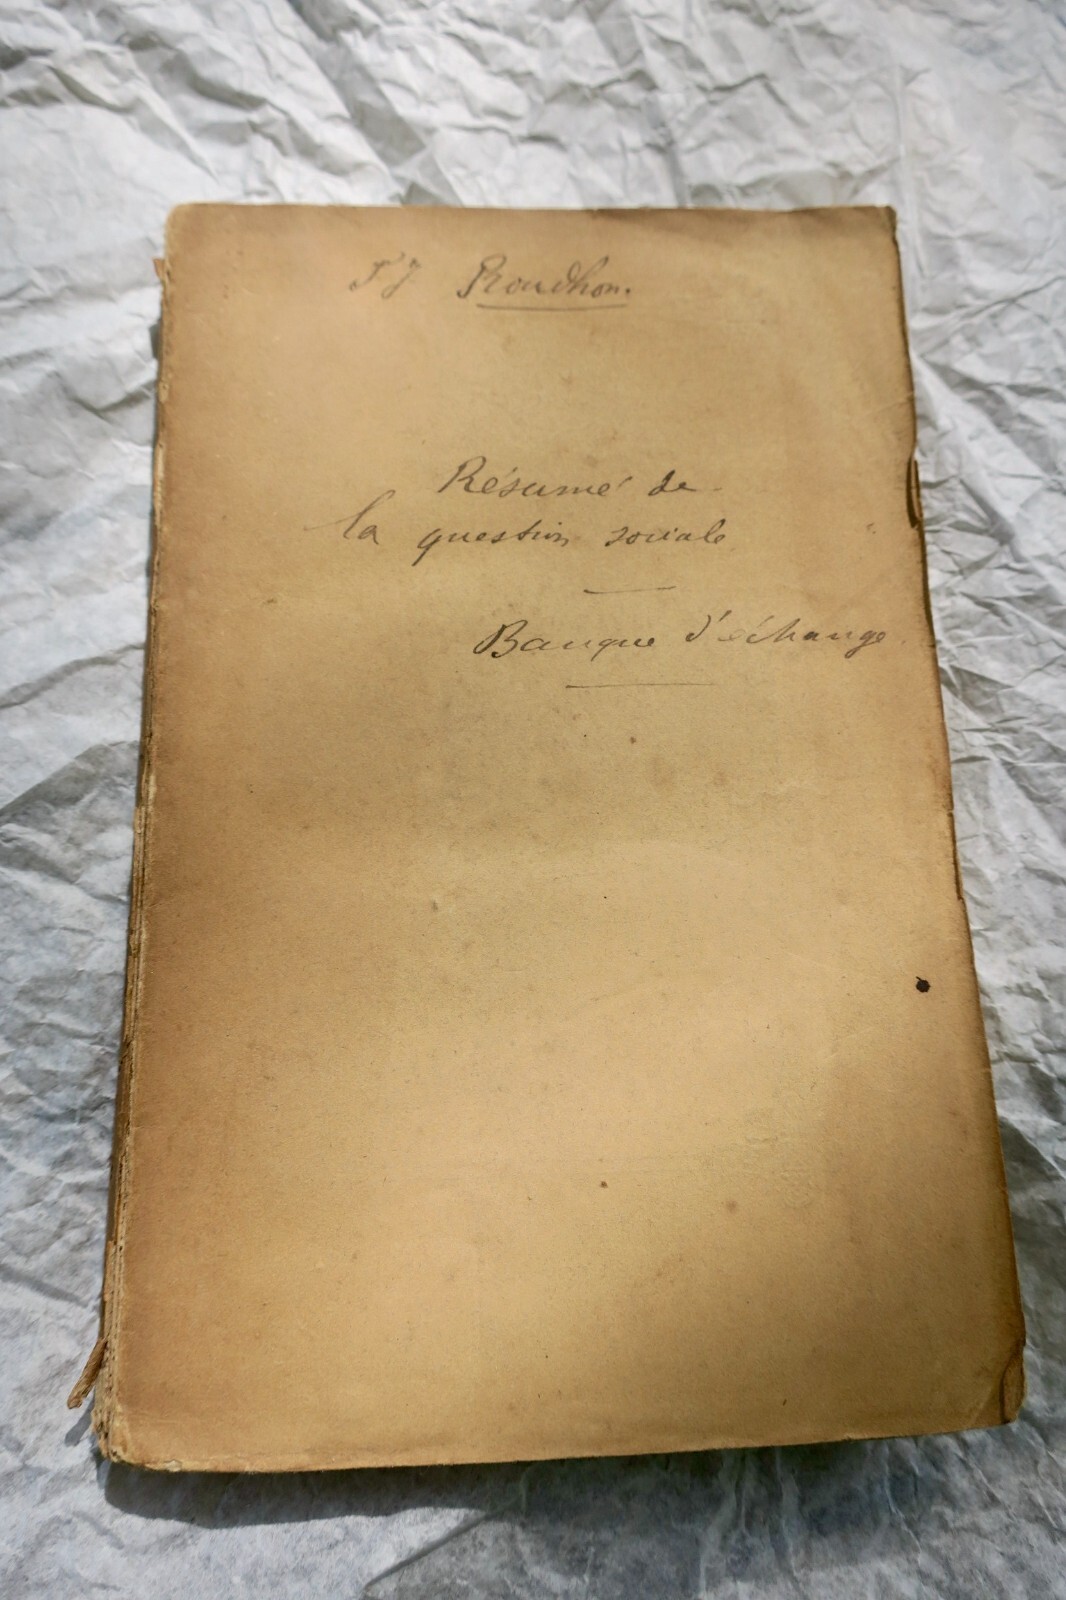 P J Proudhon.
Résumé de
la question sociale
Banque d'échange.